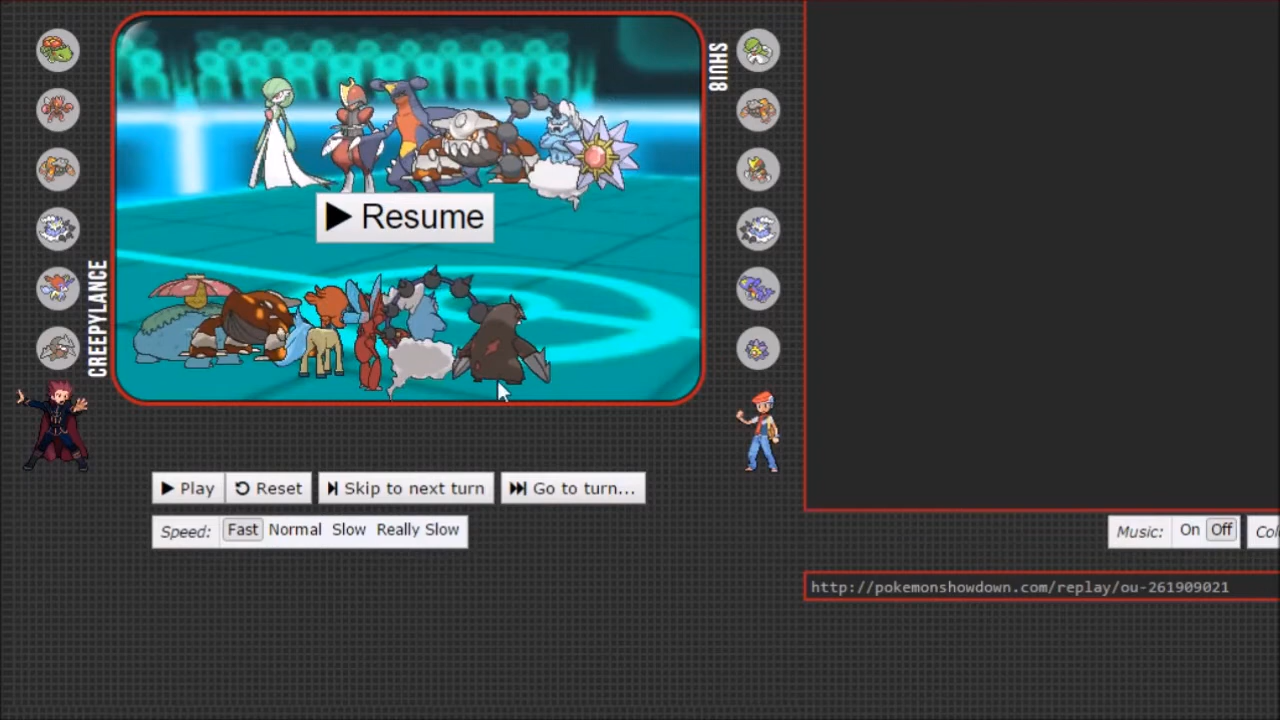 SHUI8
CREEPYLANCE
Resume
Play
Reset
Skip to next turn
Go to turn...
Speed:
Fast
Normal
Slow
Really Slow
Music:
On
Off
http://pokemonshowdown.com/replay/ou-261909021